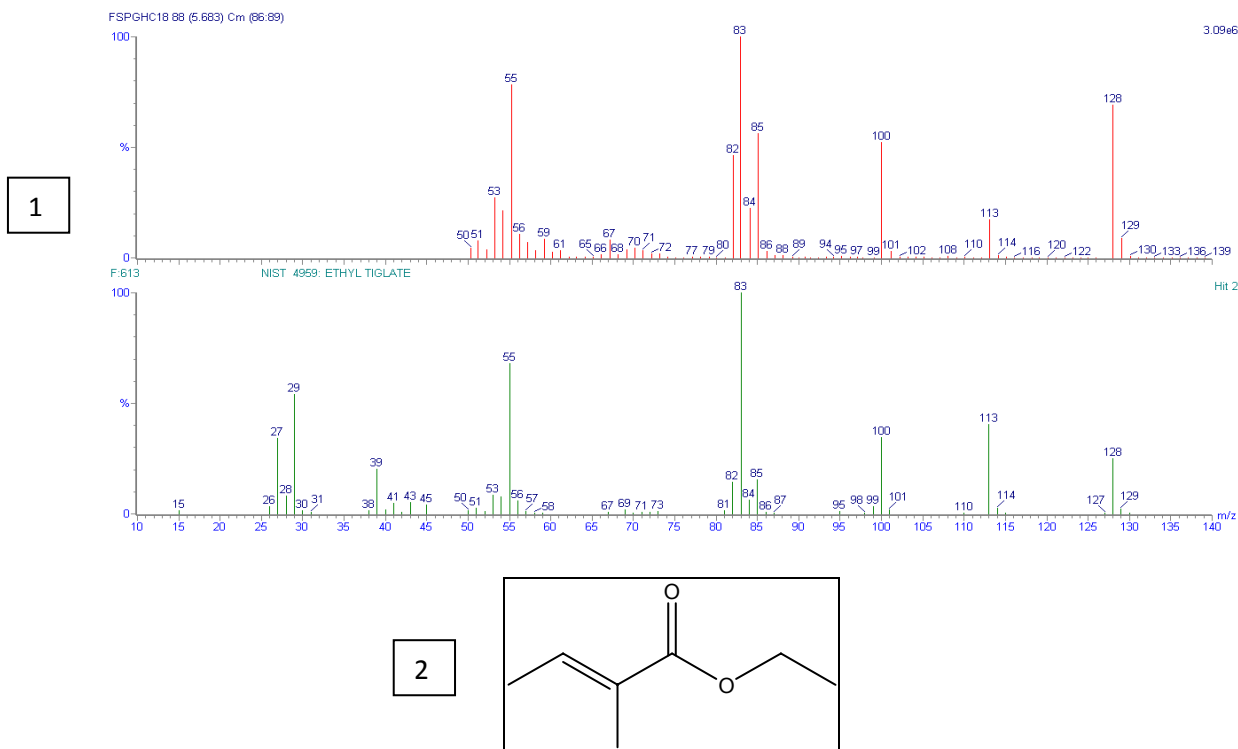 FSPGHC18 88 (5.683) Cm (86:89)
3.09e6
100
%
0
1
50 51 53 55 56 59 61 65 66 67 68 70 71 72 77 79 80 82 83 84 85 86 88 89 94 95 97 99 100 101 102 108 110 113 114 116 120 122 128 129 130 133 136 139
F:613 NIST 4959: ETHYL TIGLATE
Hit 2
100
%
0
15 26 27 28 29 30 31 38 39 41 43 45 50 51 53 55 56 57 58 67 69 71 73 81 82 83 84 85 86 87 95 98 99 100 101 110 113 114 127 128 129
10 15 20 25 30 35 40 45 50 55 60 65 70 75 80 85 90 95 100 105 110 115 120 125 130 135 140 m/z
2
O
O